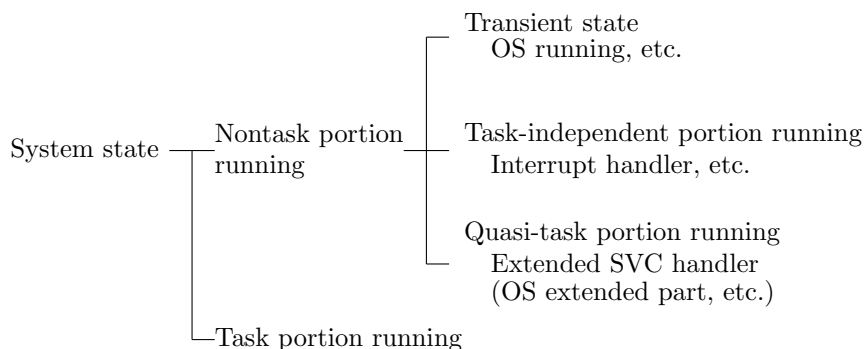 Transient state
OS running, etc.
System state
Nontask portion
running
Task-independent portion running
Interrupt handler, etc.
Quasi-task portion running
Extended SVC handler
(OS extended part, etc.)
Task portion running